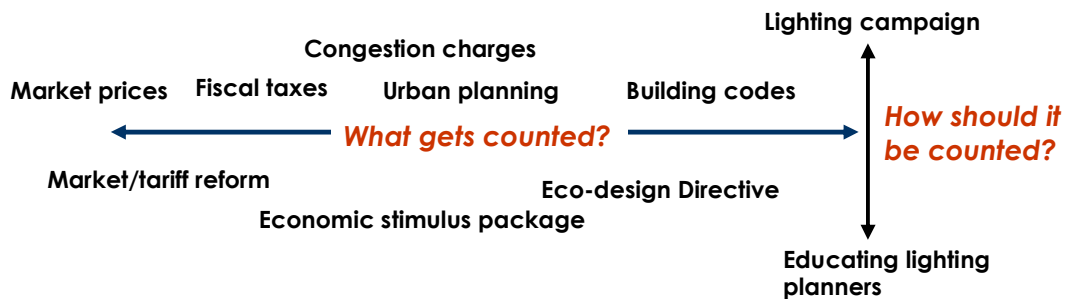 Lighting campaign
Congestion charges
Market prices
Fiscal taxes
Urban planning
Building codes
What gets counted?
How should it
be counted?
Market/tariff reform
Eco-design Directive
Economic stimulus package
Educating lighting
planners